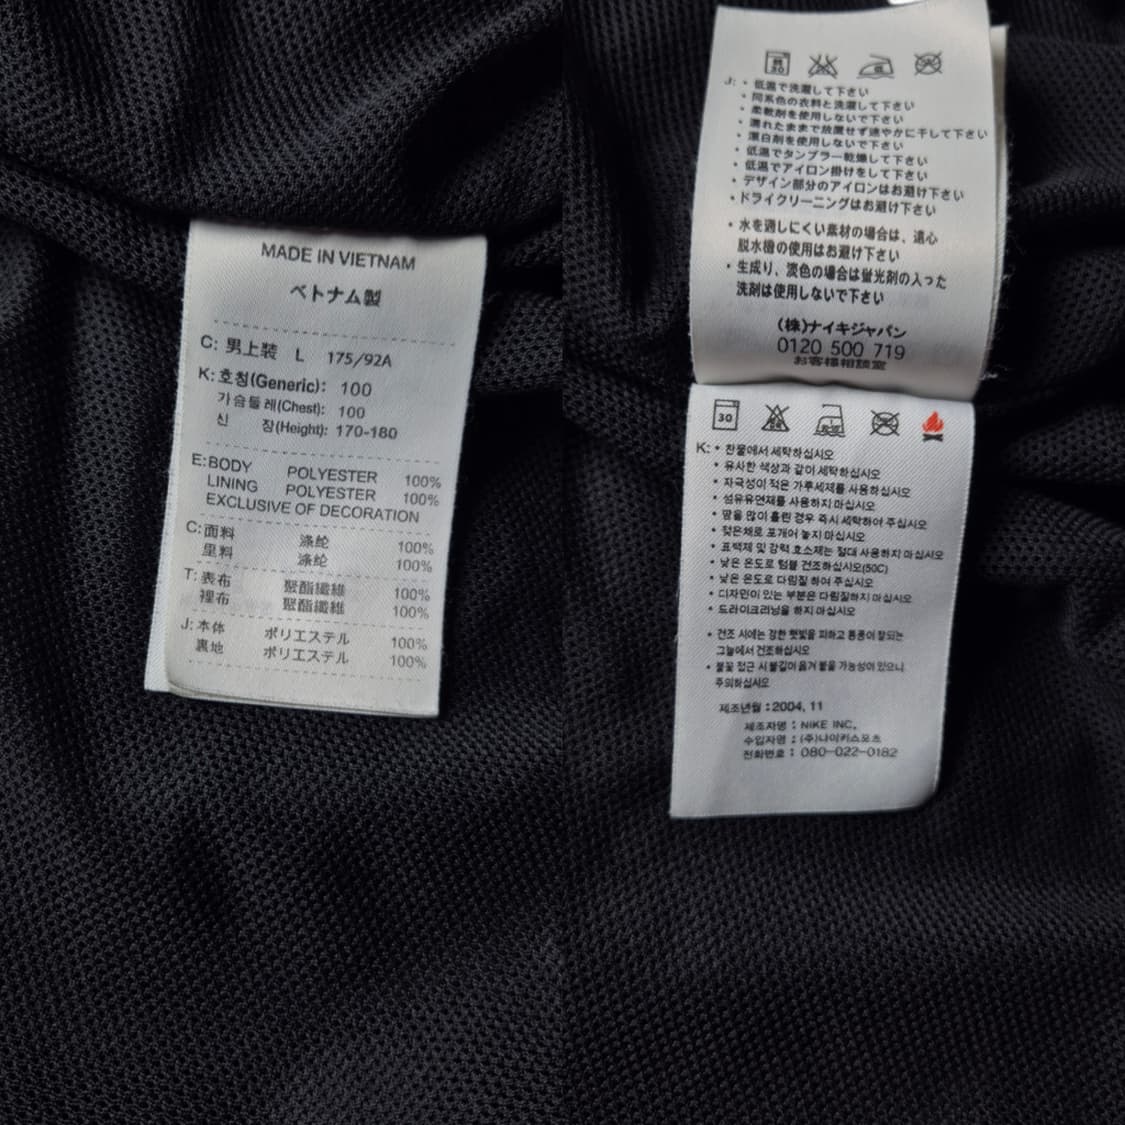 MADE IN VIETNAM
ベトナム製
C: 男上装 L 175/92A
K: 호칭(Generic): 100
가슴둘레(Chest): 100
신 장(Height): 170-180
E: BODY POLYESTER 100%
LINING POLYESTER 100%
EXCLUSIVE OF DECORATION
C: 面料 涤纶 100%
里料 涤纶 100%
T: 表布 聚酯纖維 100%
裡布 聚酯纖維 100%
J: 本体 ポリエステル 100%
裏地 ポリエステル 100%
J: ・低温で洗濯して下さい
・同系色の衣料と洗濯して下さい
・柔軟剤を使用しないで下さい
・濡れたままで放置せず速やかに干して下さい
・漂白剤を使用しないで下さい
・低温でタンブラー乾燥して下さい
・低温でアイロン掛けをして下さい
・デザイン部分のアイロンはお避け下さい
・ドライクリーニングはお避け下さい
・水を通しにくい素材の場合は、遠心
脱水機の使用はお避け下さい
・生成り、淡色の場合は蛍光剤の入った
洗剤は使用しないで下さい
(株)ナイキジャパン
0120 500 719
お客様相談室
30
K: • 찬물에서 세탁하십시오
• 유사한 색상과 같이 세탁하십시오
• 자극성이 적은 가루세제를 사용하십시오
• 섬유유연제를 사용하지 마십시오
• 땀을 많이 흘린 경우 즉시 세탁하여 주십시오
• 젖은채로 포개어 놓지 마십시오
• 표백제 및 강력 효소제는 절대 사용하지 마십시오
• 낮은 온도로 텀블 건조하십시오(50C)
• 낮은 온도로 다림질 하여 주십시오
• 디자인이 있는 부분은 다림질하지 마십시오
• 드라이크리닝을 하지 마십시오
• 건조 시에는 강한 햇빛을 피하고 통풍이 잘되는
그늘에서 건조하십시오
• 불꽃 접근 시 불길이 옮겨 붙을 가능성이 있으니
주의하십시오
제조년월 : 2004. 11
제조자명 : NIKE INC.
수입자명 : (주)나이키스포츠
전화번호 : 080-022-0182